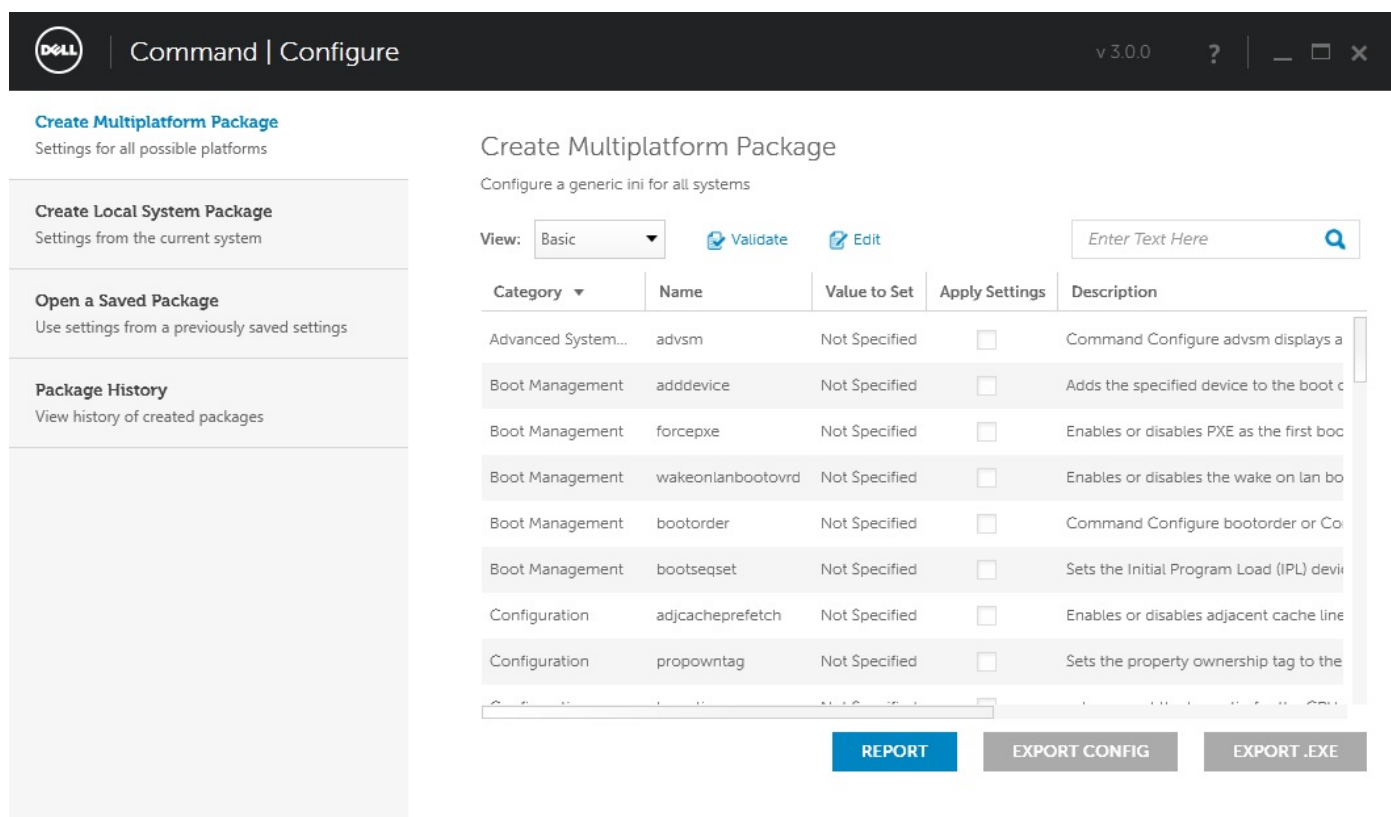 DELL Command | Configure v 3.0.0 ?
Create Multiplatform Package
Settings for all possible platforms
Create Local System Package
Settings from the current system
Open a Saved Package
Use settings from a previously saved settings
Package History
View history of created packages
Create Multiplatform Package
Configure a generic ini for all systems
View: Basic Validate Edit Enter Text Here
Category Name Value to Set Apply Settings Description
Advanced System... advsm Not Specified Command Configure advsm displays a
Boot Management adddevice Not Specified Adds the specified device to the boot
Boot Management forcepxe Not Specified Enables or disables PXE as the first
Boot Management wakeonlanbootovrd Not Specified Enables or disables the wake on lan bo
Boot Management bootorder Not Specified Command Configure bootorder or
Boot Management bootseqset Not Specified Sets the Initial Program Load (IPL)
Configuration adjcacheprefetch Not Specified Enables or disables adjacent cache line
Configuration propowntag Not Specified Sets the property ownership tag to the
REPORT EXPORT CONFIG EXPORT .EXE